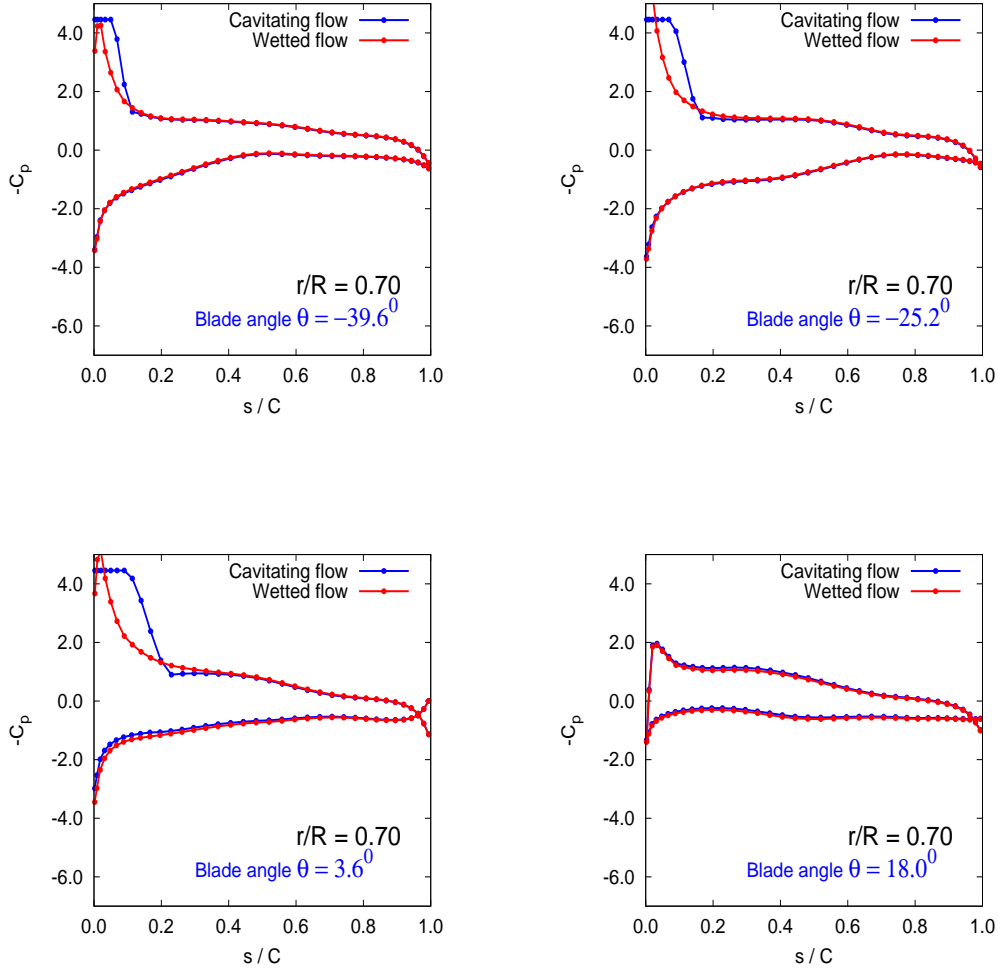 Cavitating flow
Wetted flow
4.0
2.0
0.0
-2.0
-4.0
-6.0
-Cp
r/R = 0.70
Blade angle θ = −39.6⁰
0.0 0.2 0.4 0.6 0.8 1.0
s / C
Cavitating flow
Wetted flow
4.0
2.0
0.0
-2.0
-4.0
-6.0
-Cp
r/R = 0.70
Blade angle θ = −25.2⁰
0.0 0.2 0.4 0.6 0.8 1.0
s / C
Cavitating flow
Wetted flow
4.0
2.0
0.0
-2.0
-4.0
-6.0
-Cp
r/R = 0.70
Blade angle θ = 3.6⁰
0.0 0.2 0.4 0.6 0.8 1.0
s / C
Cavitating flow
Wetted flow
4.0
2.0
0.0
-2.0
-4.0
-6.0
-Cp
r/R = 0.70
Blade angle θ = 18.0⁰
0.0 0.2 0.4 0.6 0.8 1.0
s / C